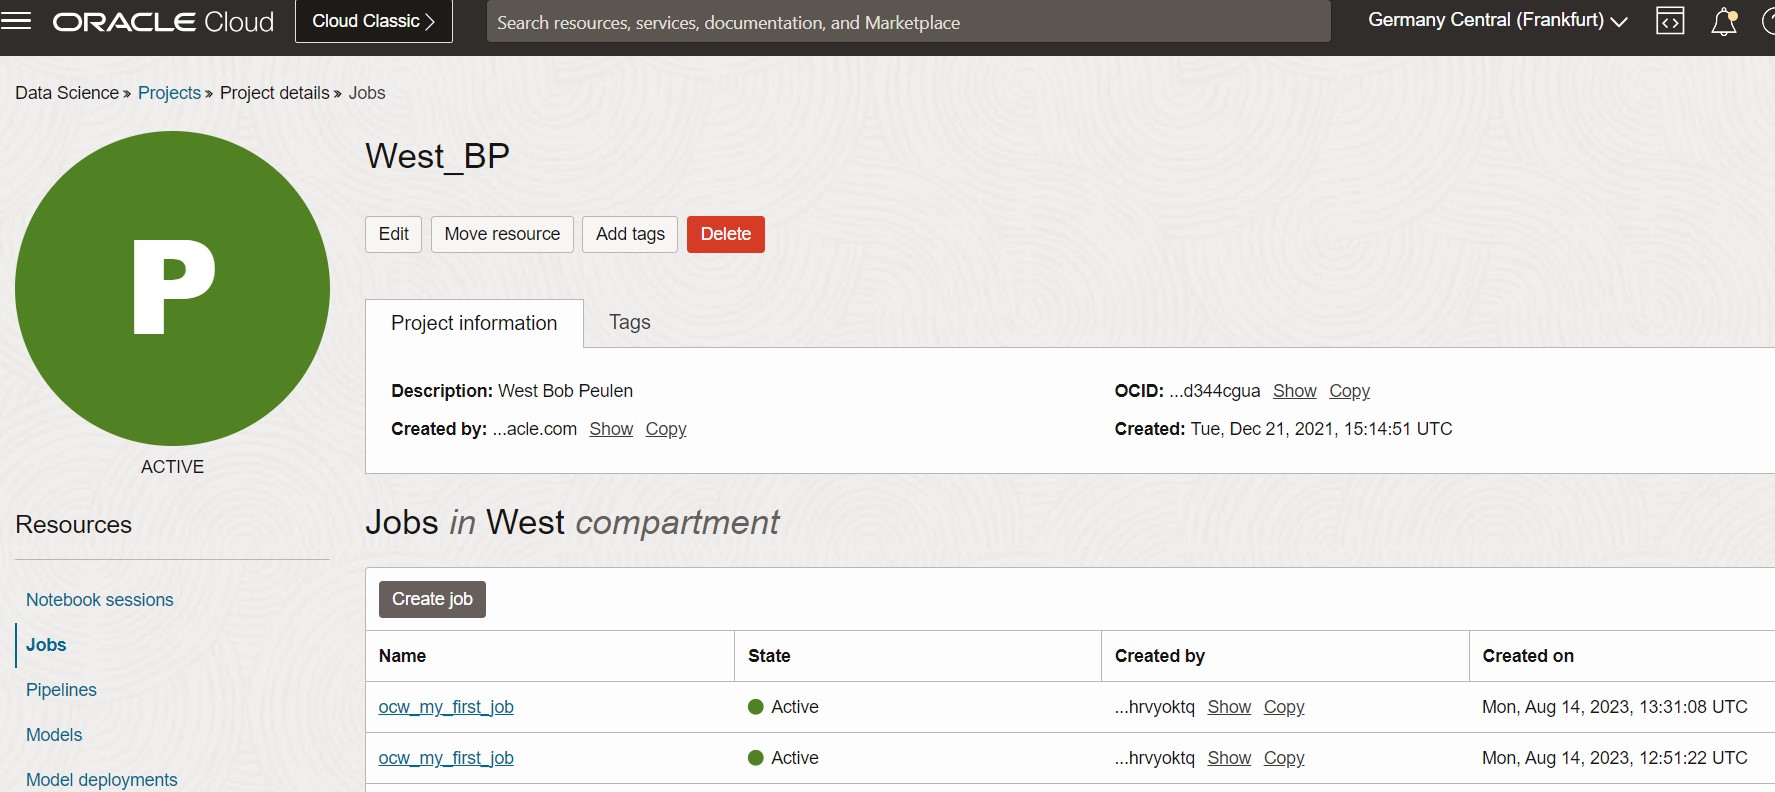 ORACLE Cloud
Cloud Classic
Search resources, services, documentation, and Marketplace
Germany Central (Frankfurt)
Data Science » Projects » Project details » Jobs
P
ACTIVE
West_BP
Edit
Move resource
Add tags
Delete
Project information
Tags
Description: West Bob Peulen
OCID: ...d344cgua Show Copy
Created by: ...acle.com Show Copy
Created: Tue, Dec 21, 2021, 15:14:51 UTC
Resources
Notebook sessions
Jobs
Pipelines
Models
Model deployments
Jobs in West compartment
Create job
Name State Created by Created on
ocw_my_first_job Active ...hrvyoktq Show Copy Mon, Aug 14, 2023, 13:31:08 UTC
ocw_my_first_job Active ...hrvyoktq Show Copy Mon, Aug 14, 2023, 12:51:22 UTC